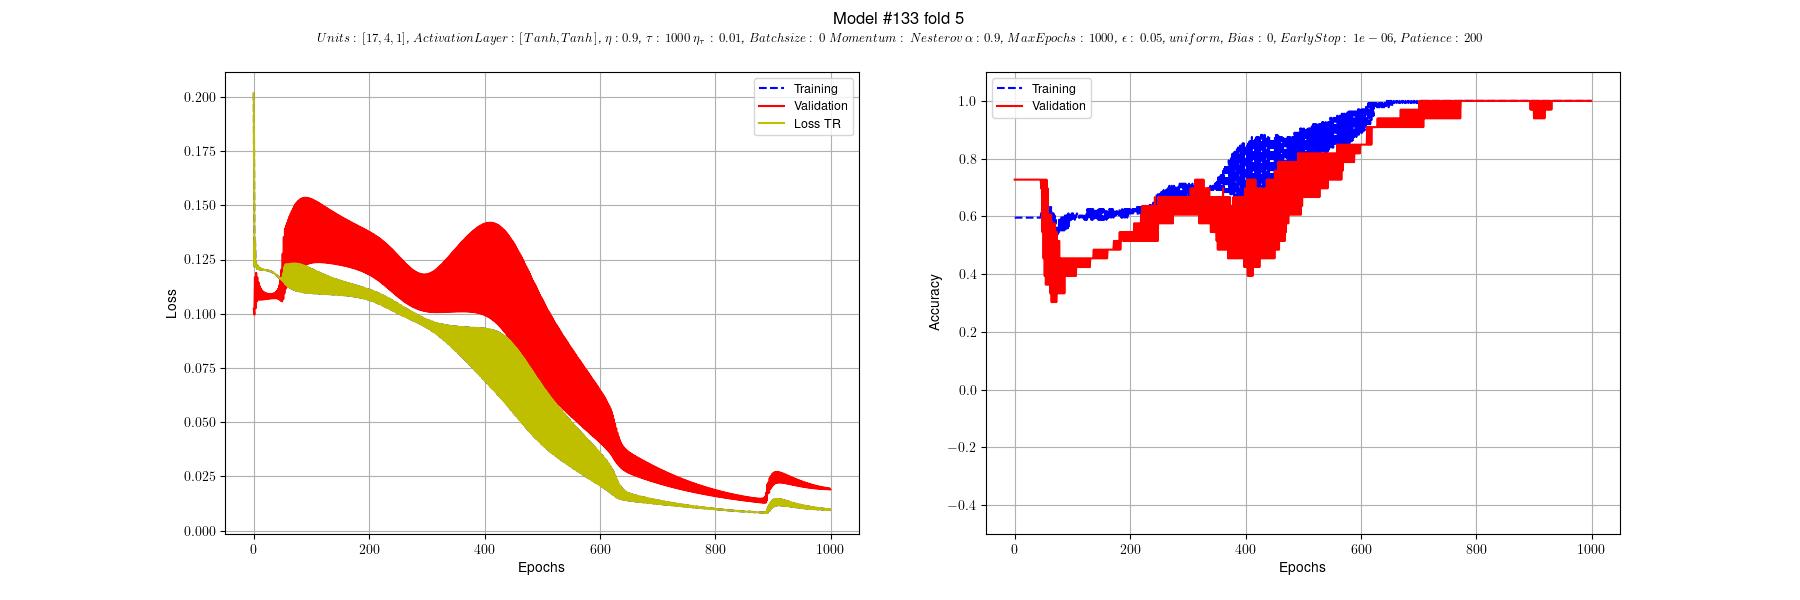 Model #133 fold 5
Units : [17, 4, 1], ActivationLayer : [Tanh, Tanh], η : 0.9, τ : 1000 η_τ : 0.01, Batchsize : 0 Momentum : Nesterov α : 0.9, MaxEpochs : 1000, ϵ : 0.05, uniform, Bias : 0, EarlyStop : 1e − 06, Patience : 200
Training
Validation
Loss TR
0.200
0.175
0.150
0.125
0.100
0.075
0.050
0.025
0.000
Loss
0 200 400 600 800 1000
Epochs
Training
Validation
1.0
0.8
0.6
0.4
0.2
0.0
−0.2
−0.4
Accuracy
0 200 400 600 800 1000
Epochs